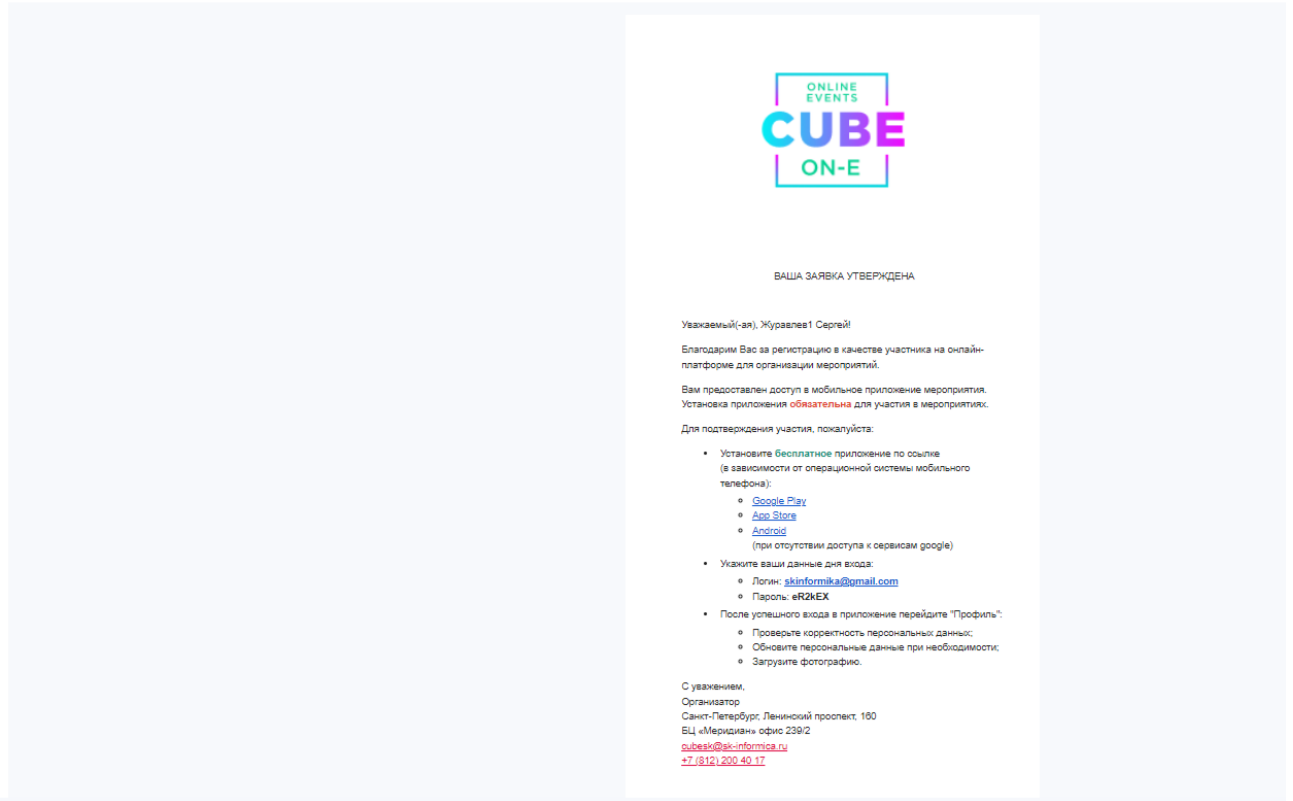 ONLINE
EVENTS
CUBE
ON-E
ВАША ЗАЯВКА УТВЕРЖДЕНА
Уважаемый(-ая), Журавлев1 Сергей!
Благодарим Вас за регистрацию в качестве участника на онлайн-
платформе для организации мероприятий.
Вам предоставлен доступ в мобильное приложение мероприятия.
Установка приложения обязательна для участия в мероприятиях.
Для подтверждения участия, пожалуйста:
Установите бесплатное приложение по ссылке
(в зависимости от операционной системы мобильного
телефона):
Google Play
App Store
Android
(при отсутствии доступа к сервисам google)
Укажите ваши данные дня входа:
Логин: skinformika@gmail.com
Пароль: eR2kEX
После успешного входа в приложение перейдите "Профиль":
Проверьте корректность персональных данных;
Обновите персональные данные при необходимости;
Загрузите фотографию.
С уважением,
Организатор
Санкт-Петербург, Ленинский проспект, 160
БЦ «Меридиан» офис 239/2
cubesk@sk-informica.ru
+7 (812) 200 40 17